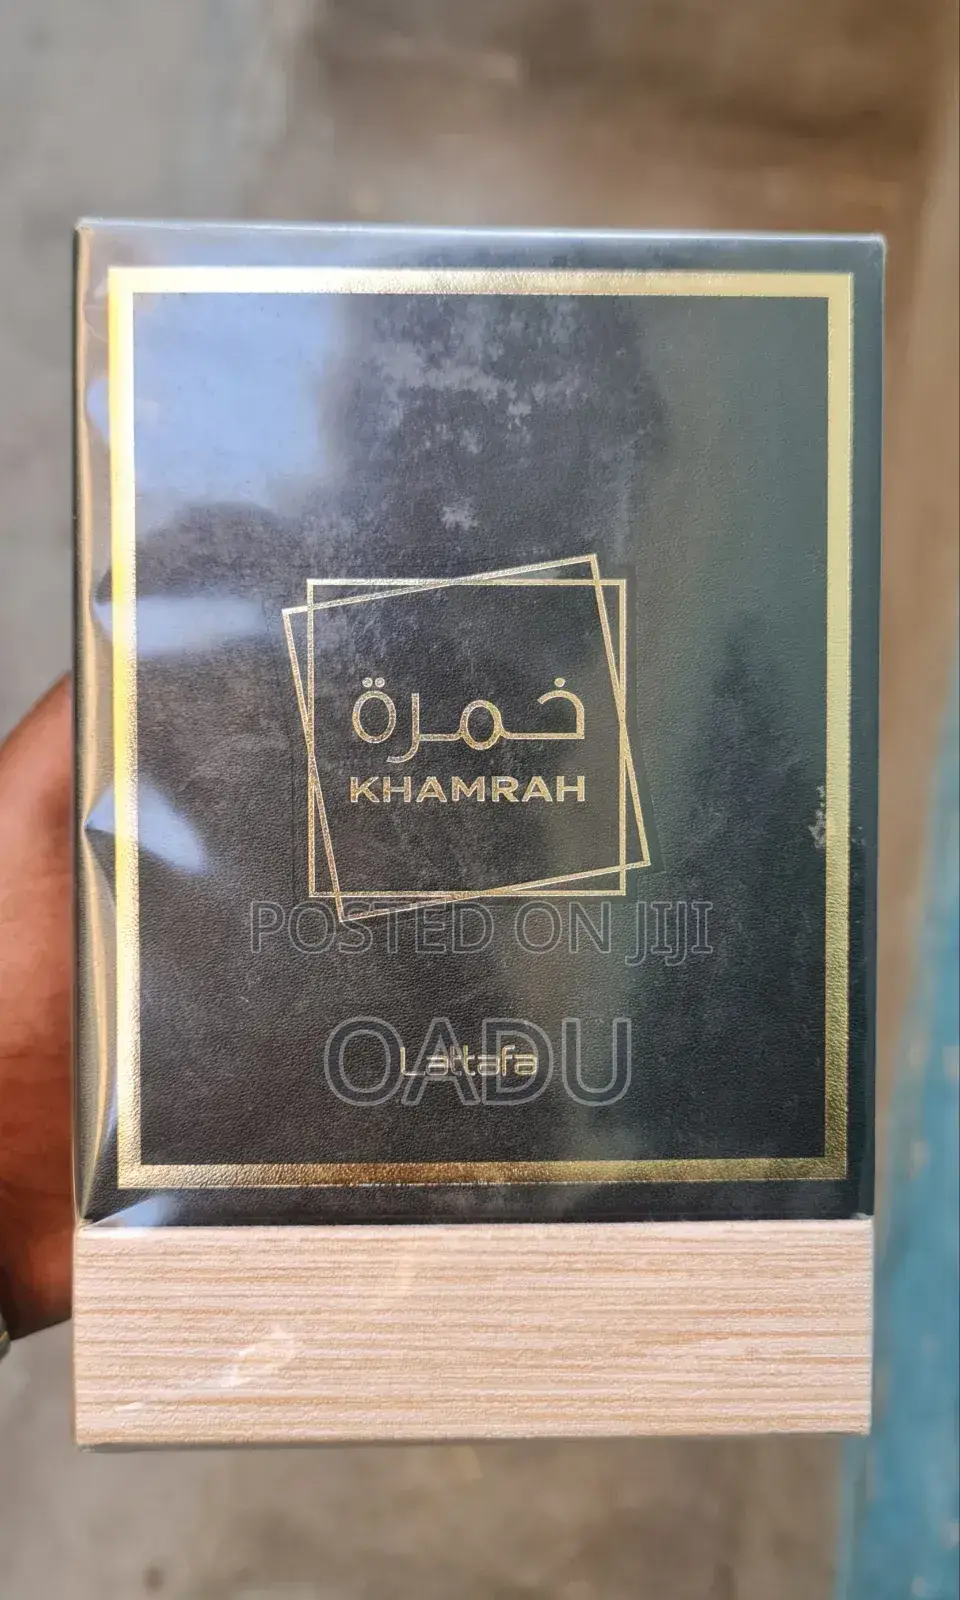 خمرة
KHAMRAH
POSTED ON JIJI
OADU
Lattafa